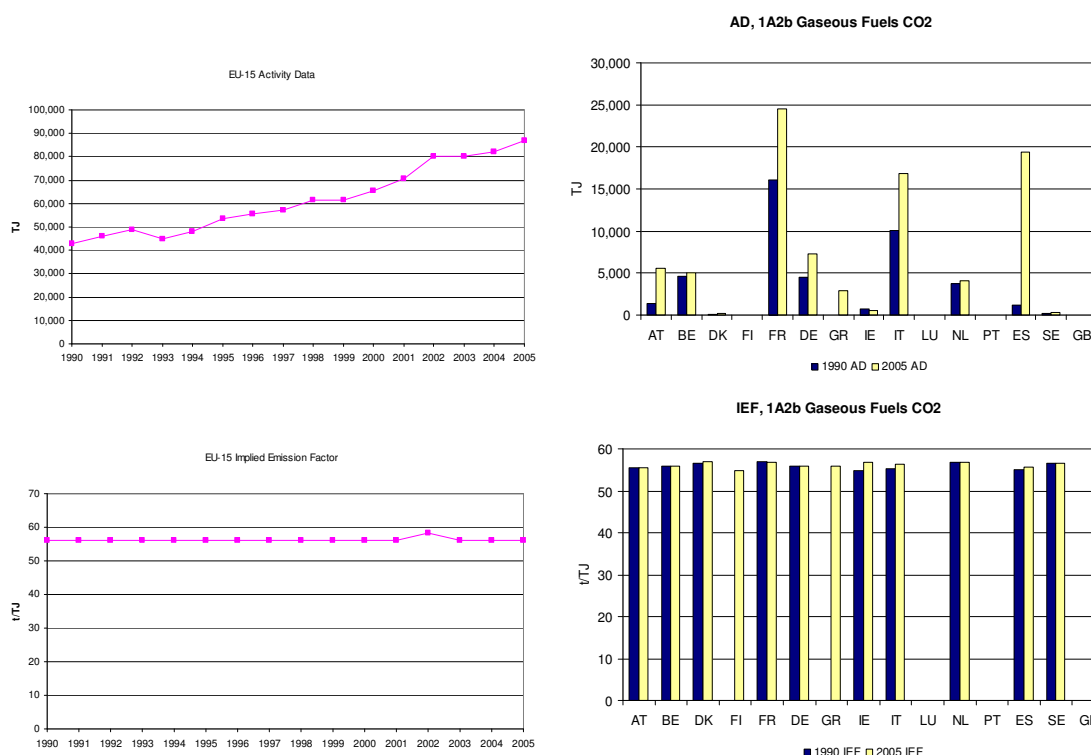 EU-15 Activity Data
100,000
90,000
80,000
70,000
60,000
50,000
40,000
30,000
20,000
10,000
0
TJ
1990 1991 1992 1993 1994 1995 1996 1997 1998 1999 2000 2001 2002 2003 2004 2005
AD, 1A2b Gaseous Fuels CO2
30,000
25,000
20,000
15,000
10,000
5,000
0
TJ
AT BE DK FI FR DE GR IE IT LU NL PT ES SE GB
1990 AD 2005 AD
EU-15 Implied Emission Factor
70
60
50
40
30
20
10
0
t/TJ
1990 1991 1992 1993 1994 1995 1996 1997 1998 1999 2000 2001 2002 2003 2004 2005
IEF, 1A2b Gaseous Fuels CO2
60
50
40
30
20
10
0
t/TJ
AT BE DK FI FR DE GR IE IT LU NL PT ES SE
1990 IEF 2005 IEF